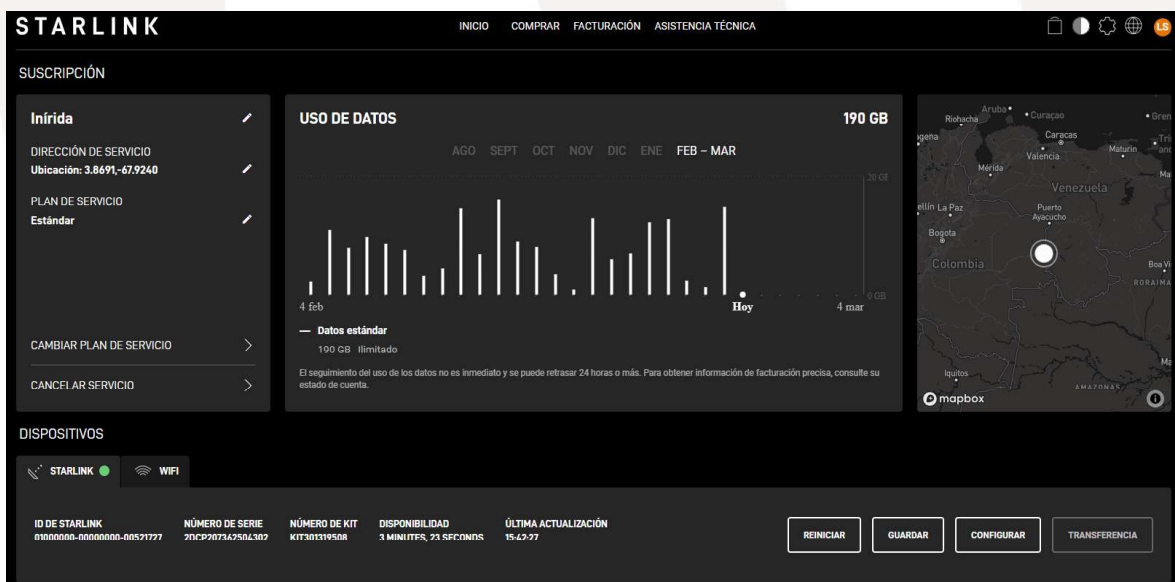 STARLINK
INICIO COMPRAR FACTURACIÓN ASISTENCIA TÉCNICA
LS
SUSCRIPCIÓN
Inírida
DIRECCIÓN DE SERVICIO
Ubicación: 3.8691,-67.9240
PLAN DE SERVICIO
Estándar
CAMBIAR PLAN DE SERVICIO
CANCELAR SERVICIO
USO DE DATOS 190 GB
AGO SEPT OCT NOV DIC ENE FEB – MAR
20 GB
0 GB
4 feb Hoy 4 mar
Datos estándar
190 GB Ilimitado
El seguimiento del uso de los datos no es inmediato y se puede retrasar 24 horas o más. Para obtener información de facturación precisa, consulte su
estado de cuenta.
Aruba
Curaçao
Riohacha
Caracas
Valencia
Maturín
Mérida
Venezuela
La Paz
Puerto
Ayacucho
Bogota
Colombia
Boa Vi
RORAIMA
Iquitos
AMAZONAS
mapbox
DISPOSITIVOS
STARLINK WIFI
ID DE STARLINK NÚMERO DE SERIE NÚMERO DE KIT DISPONIBILIDAD ÚLTIMA ACTUALIZACIÓN
01000000-00000000-00521727 2DCP207362504302 KIT301319508 3 MINUTES, 23 SECONDS 15:42:27
REINICIAR GUARDAR CONFIGURAR TRANSFERENCIA